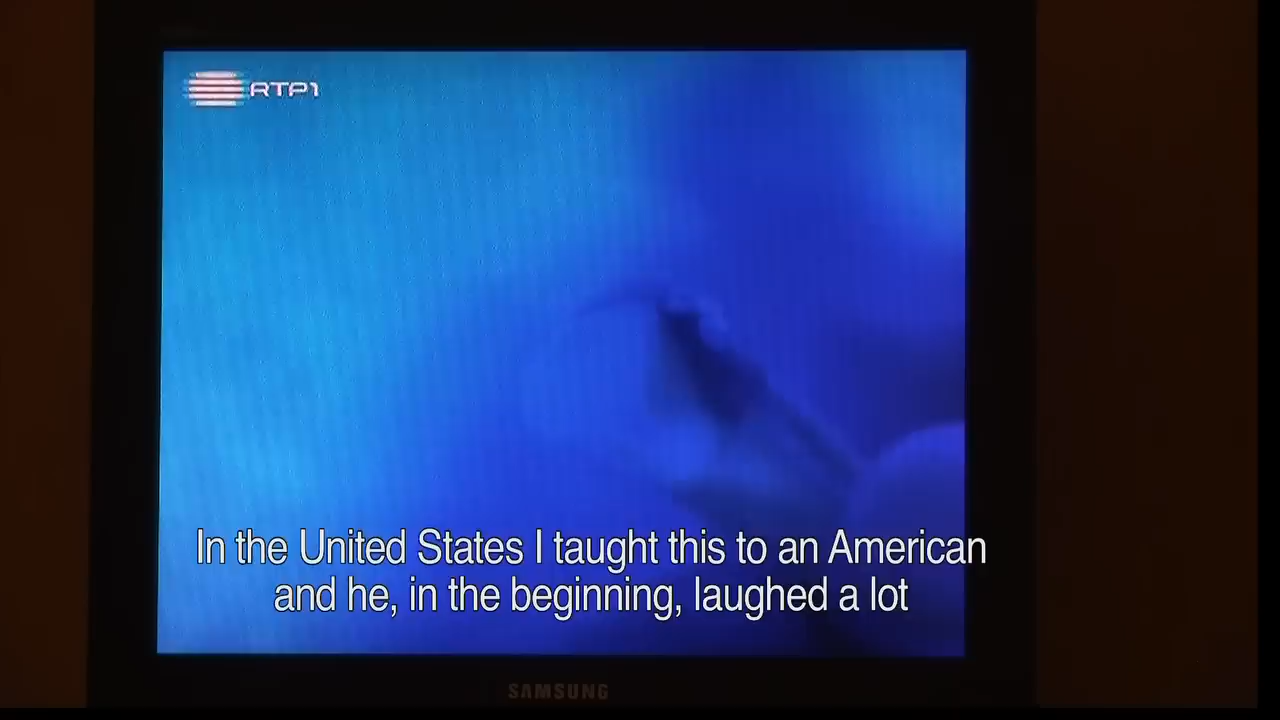 RTP1
In the United States I taught this to an American
and he, in the beginning, laughed a lot
SAMSUNG